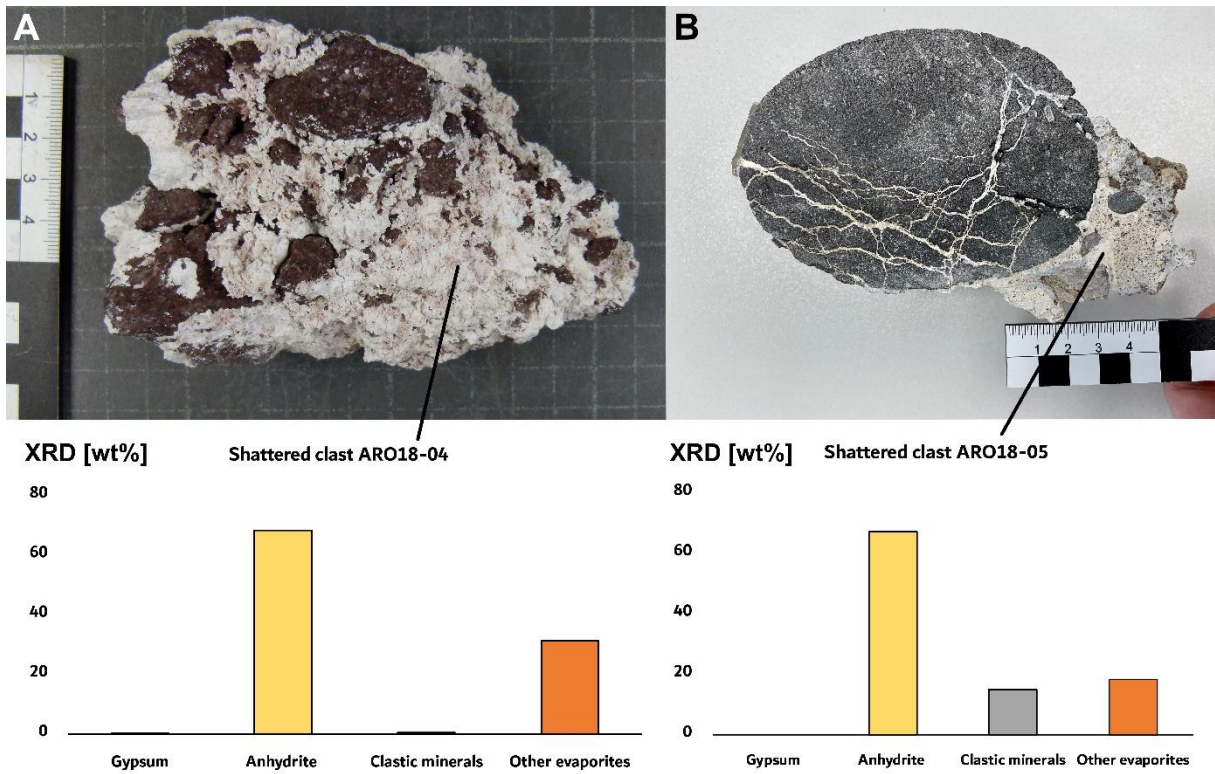 A
B
1
2
3
4
1 2 3 4
XRD [wt%]
Shattered clast ARO18-04
80
60
40
20
0
Gypsum
Anhydrite
Clastic minerals
Other evaporites
XRD [wt%]
Shattered clast ARO18-05
80
60
40
20
0
Gypsum
Anhydrite
Clastic minerals
Other evaporites